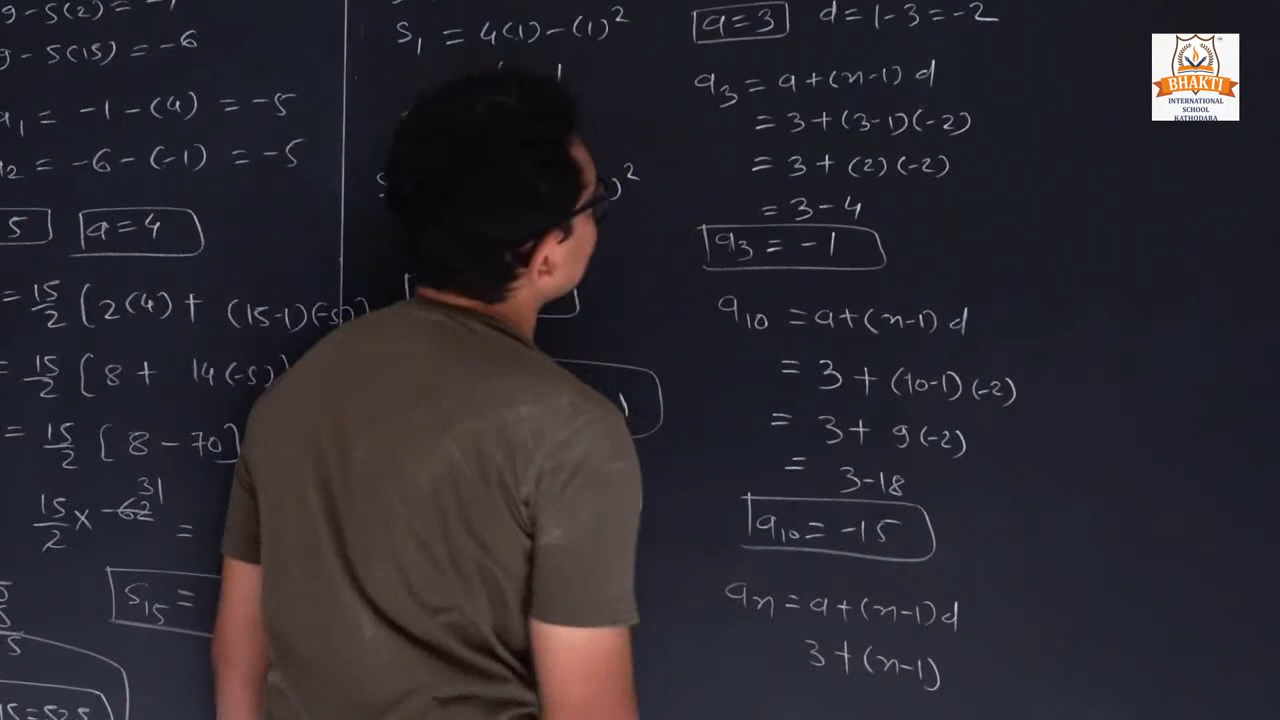 9-5(2) = -1
9-5(15) = -6
a₁ = -1-(4) = -5
a₂ = -6-(-1) = -5
5 a=4
= 15/2 [2(4) + (15-1)(-5)]
= 15/2 [8 + 14(-5)]
= 15/2 [8-70]
31
15/2 × -62 =
S₁₅ =
15=525
S₁ = 4(1)-(1)²
)²
a=3 d=1-3=-2
a₃ = a+(n-1)d
= 3+(3-1)(-2)
= 3+(2)(-2)
= 3-4
a₃ = -1
a₁₀ = a+(n-1)d
= 3+(10-1)(-2)
= 3+ 9(-2)
= 3-18
a₁₀ = -15
aₙ = a+(n-1)d
3+(n-1)
BHAKTI
INTERNATIONAL
SCHOOL
KATHODARA